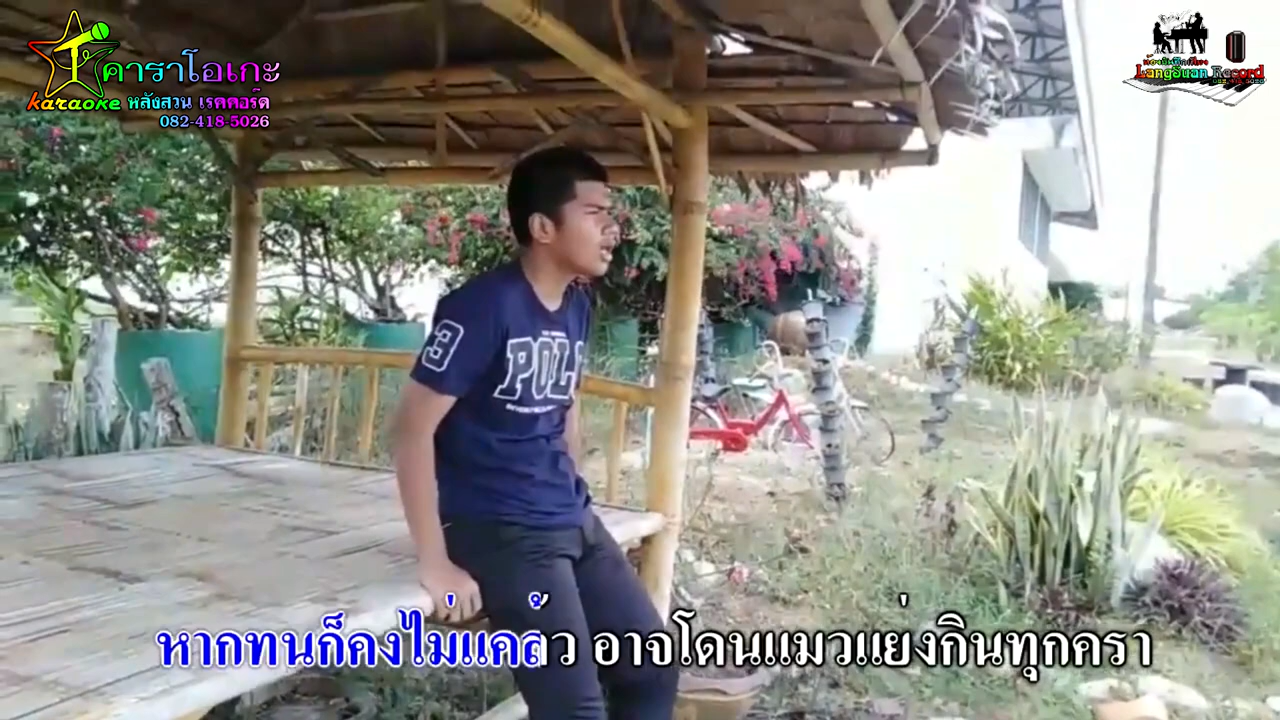 คาราโอเกะ
karaoke หลังสวน เรคคอร์ด
082-418-5026
LangSuan Record
3
POLO
หากทนก็คงไม่แคล้ว อาจโดนแมวแย่งกินทุกครา